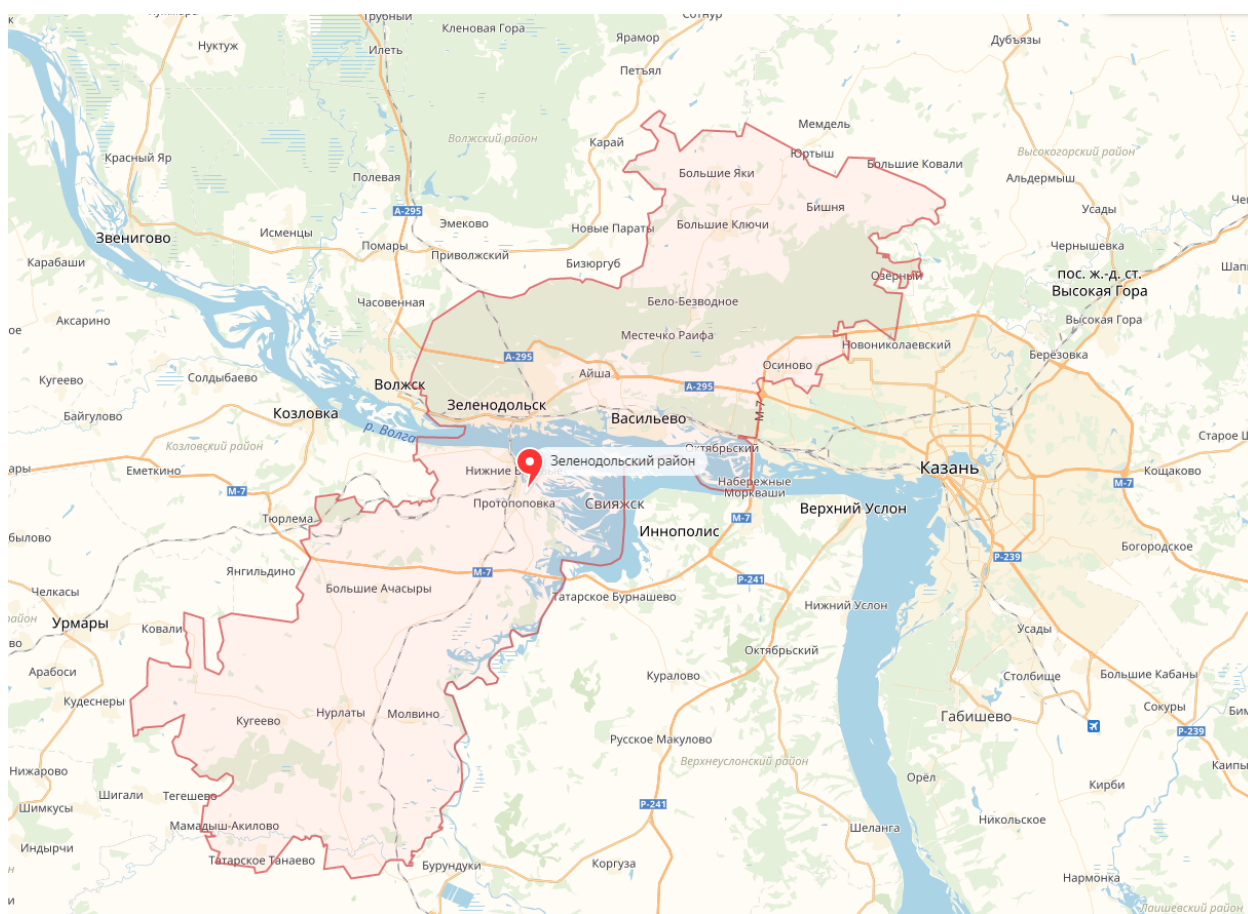 Трубный
Сотнур
Кленовая Гора
Нуктуж
Илеть
Ярамор
Дубъязы
Петъял
Мемдель
Волжский район
Карай
Юртыш
Высокогорский район
Красный Яр
Большие Ковали
Большие Яки
Полевая
Альдермыш
А-295
Бишня
Усады
Эмеково
Большие Ключи
Новые Параты
Исменцы
Звенигово
Помары
Чернышевка
Приволжский
Карабаши
Бизюргуб
Озерный
пос. ж.-д. ст.
Высокая Гора
Часовенная
Бело-Безводное
Аксарино
Высокая Гора
Местечко Раифа
Новониколаевский
А-295
Березовка
Осиново
Солдыбаево
Айша
Кугеево
Волжск
А-295
Зеленодольск
Козловка
Байгулово
М-7
Васильево
р. Волга
Старое
Козловский район
Октябрьский
Зеленодольский район
Казань
Еметкино
Нижние
Кощаково
Набережные
Моркваши
М-7
Протопоповка
Свияжск
Верхний Услон
Тюрлема
М-7
Иннополис
Богородское
Р-239
Янгильдино
М-7
Р-241
Большие Ачасыры
Челкасы
Татарское Бурнашево
Нижний Услон
Урмары
Ковали
Усады
Октябрьский
Арабоси
Куралово
Столбище
Большие Кабаны
Кудеснеры
Сокуры
Нурлаты
Молвино
Габишево
Кугеево
Р-239
Русское Макулово
Верхнеуслонский район
Нижарово
Орёл
Кирби
Шигали
Тегешево
Шимкусы
Р-241
Никольское
Мамадыш-Акилово
Шеланга
Индырчи
Татарское Танаево
Бурундуки
Коргуза
Нармонка
Лаишевский район